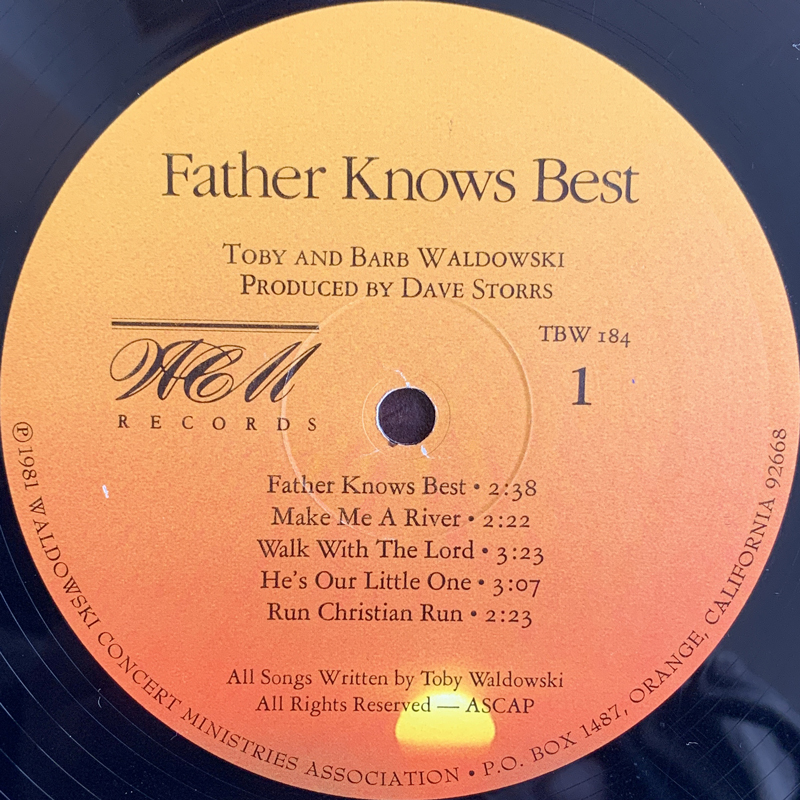 Father Knows Best
TOBY AND BARB WALDOWSKI
PRODUCED BY DAVE STORRS
WCM
RECORDS
TBW 184
1
Father Knows Best • 2:38
Make Me A River • 2:22
Walk With The Lord • 3:23
He's Our Little One • 3:07
Run Christian Run • 2:23
All Songs Written by Toby Waldowski
All Rights Reserved — ASCAP
℗ 1981 WALDOWSKI CONCERT MINISTRIES ASSOCIATION • P.O. BOX 1487, ORANGE, CALIFORNIA 92668